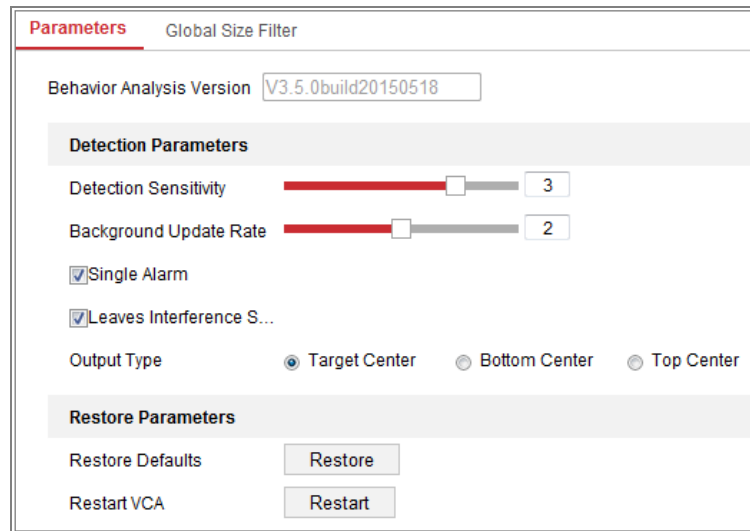 Parameters Global Size Filter
Behavior Analysis Version V3.5.0build20150518
Detection Parameters
Detection Sensitivity 3
Background Update Rate 2
Single Alarm
Leaves Interference S...
Output Type Target Center Bottom Center Top Center
Restore Parameters
Restore Defaults Restore
Restart VCA Restart